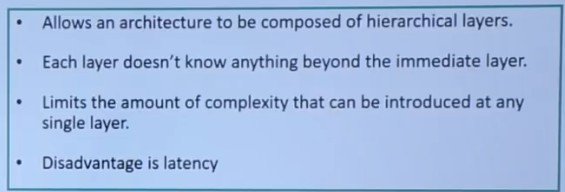 • Allows an architecture to be composed of hierarchical layers.
• Each layer doesn't know anything beyond the immediate layer.
• Limits the amount of complexity that can be introduced at any
single layer.
• Disadvantage is latency